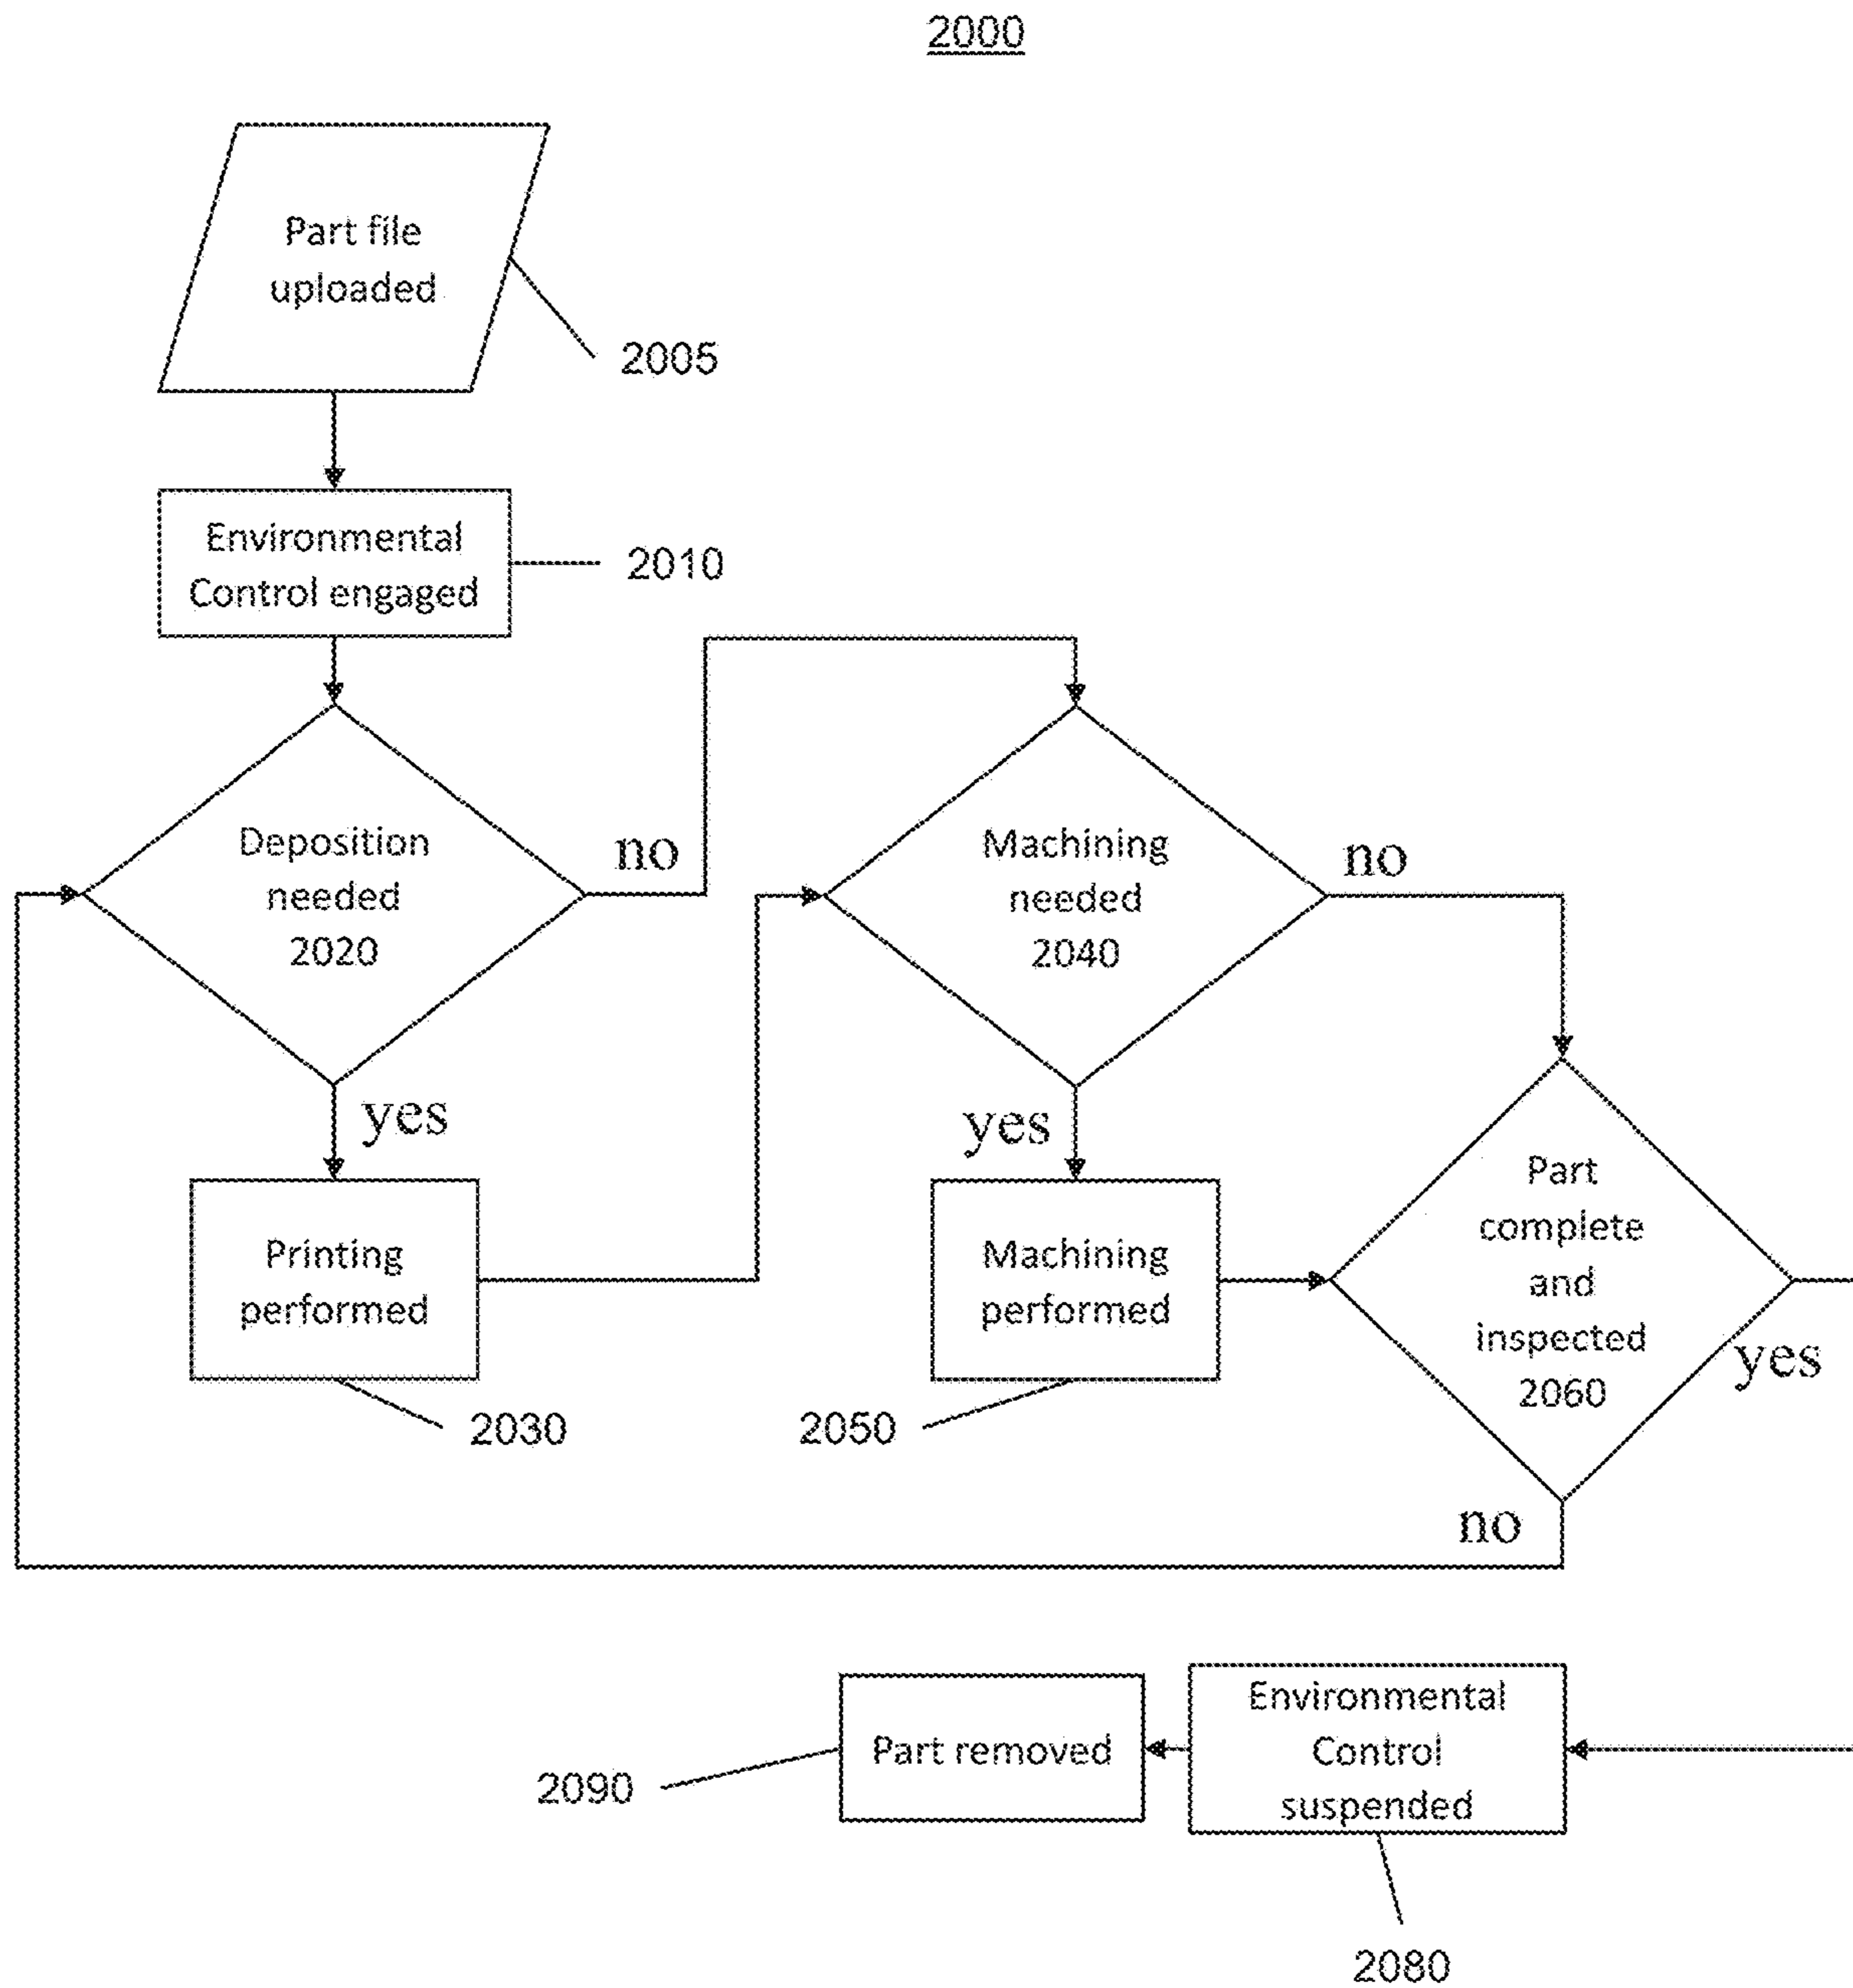 2000
Part file
uploaded
2005
Environmental
Control engaged
2010
Deposition
needed
2020
no
yes
Machining
needed
2040
no
yes
Printing
performed
2030
Machining
performed
2050
Part
complete
and
inspected
2060
yes
no
Environmental
Control
suspended
2080
Part removed
2090